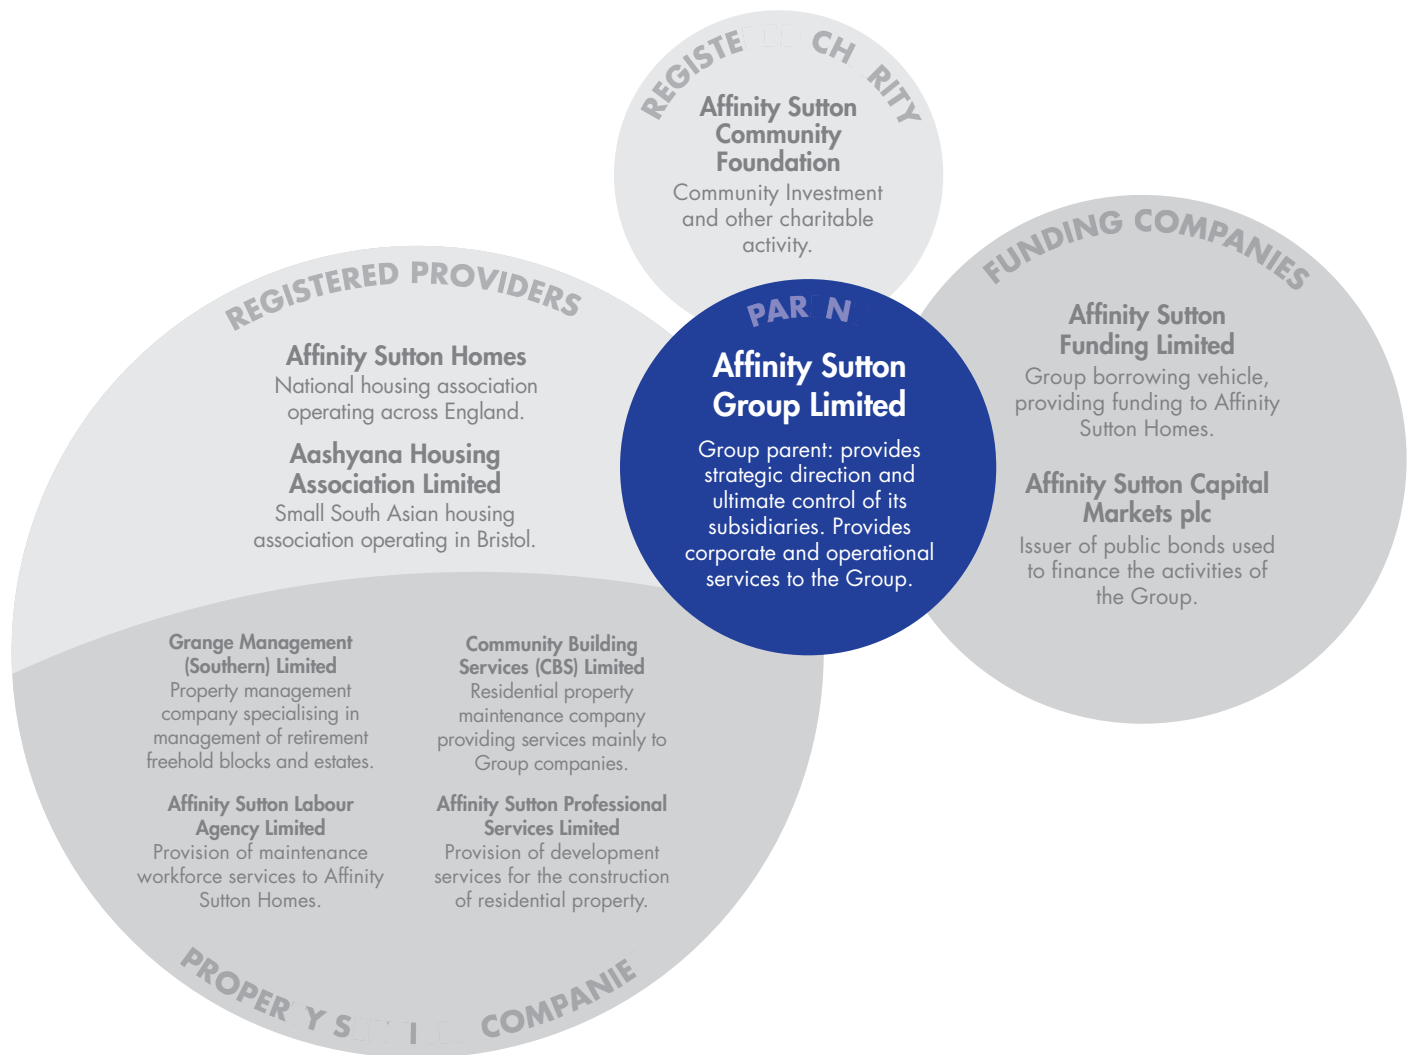 Affinity Sutton
Community
Foundation
Community Investment
and other charitable
activity.
FUNDING COMPANIES
Affinity Sutton
Funding Limited
Group borrowing vehicle,
providing funding to Affinity
Sutton Homes.
Affinity Sutton Capital
Markets plc
Issuer of public bonds used
to finance the activities of
the Group.
Affinity Sutton
Group Limited
Group parent: provides
strategic direction and
ultimate control of its
subsidiaries. Provides
corporate and operational
services to the Group.
REGISTERED PROVIDERS
Affinity Sutton Homes
National housing association
operating across England.
Aashyana Housing
Association Limited
Small South Asian housing
association operating in Bristol.
Grange Management
(Southern) Limited
Property management
company specialising in
management of retirement
freehold blocks and estates.
Community Building
Services (CBS) Limited
Residential property
maintenance company
providing services mainly to
Group companies.
Affinity Sutton Labour
Agency Limited
Provision of maintenance
workforce services to Affinity
Sutton Homes.
Affinity Sutton Professional
Services Limited
Provision of development
services for the construction
of residential property.